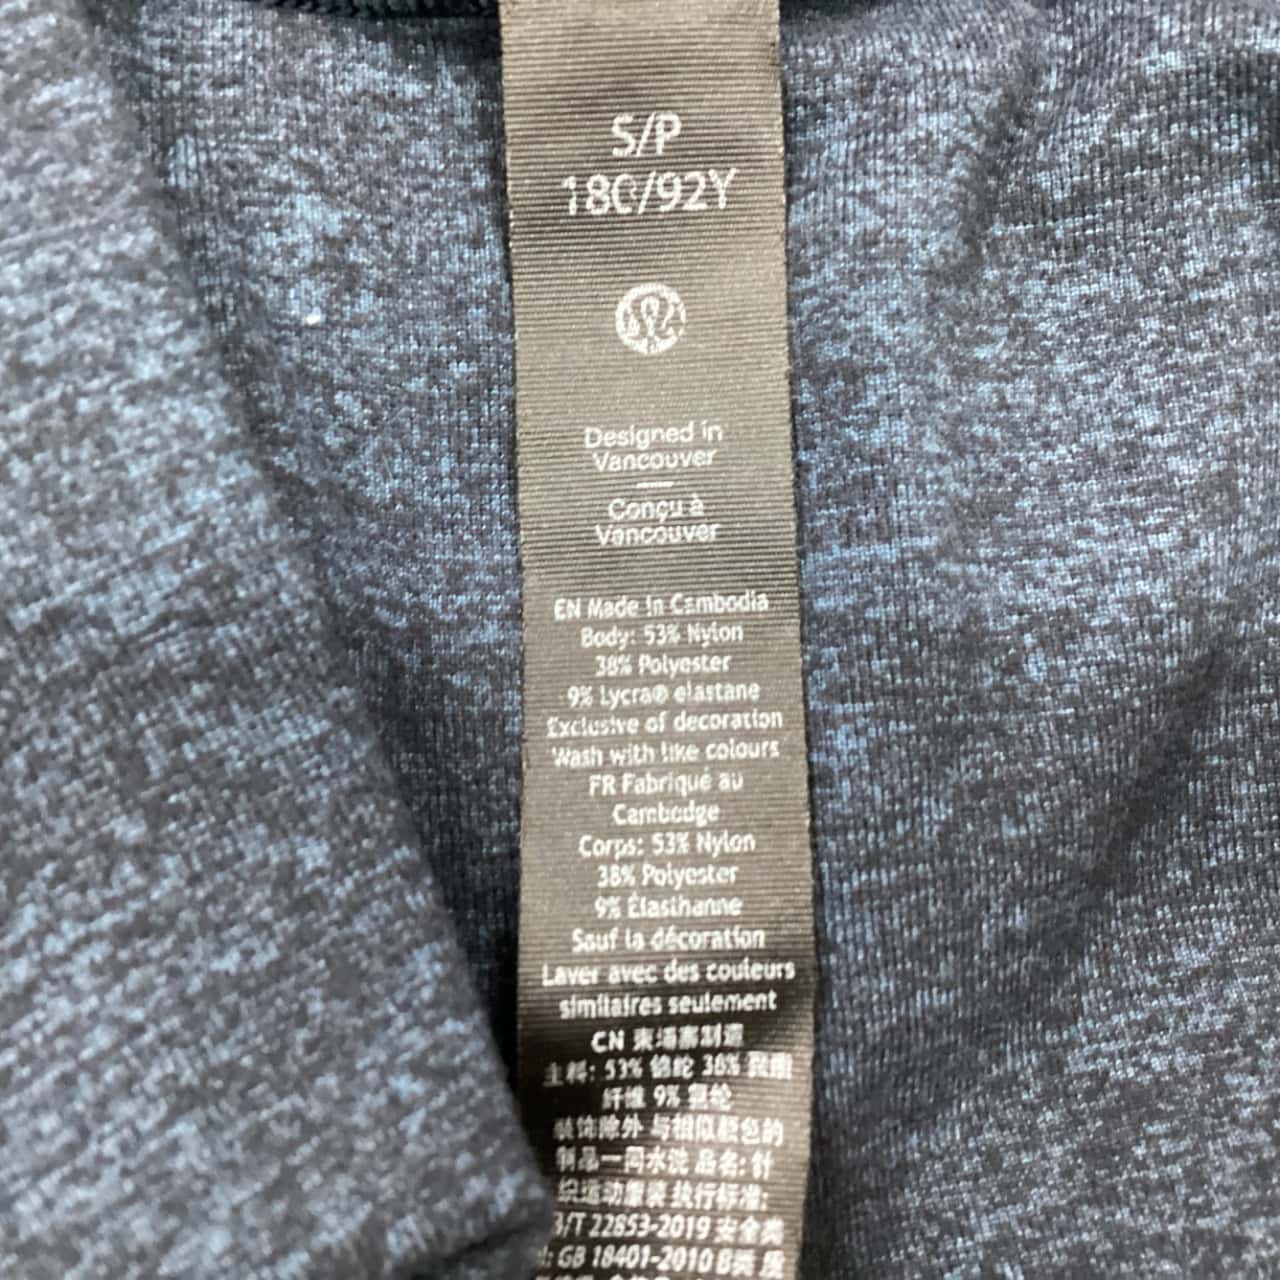 S/P
180/92Y
Designed in
Vancouver
Conçu à
Vancouver
EN Made in Cambodia
Body: 53% Nylon
38% Polyester
9% Lycra® elastane
Exclusive of decoration
Wash with like colours
FR Fabriqué au
Cambodge
Corps: 53% Nylon
38% Polyester
9% Élasthanne
Sauf la décoration
Laver avec des couleurs
similaires seulement
CN 柬埔寨制造
主料: 53% 锦纶 38% 聚酯
纤维 9% 氨纶
装饰除外 与相似颜色的
制品一同水洗 品名: 针
织运动服装 执行标准:
/T 22853-2019 安全类
: GB 18401-2010 B类 质